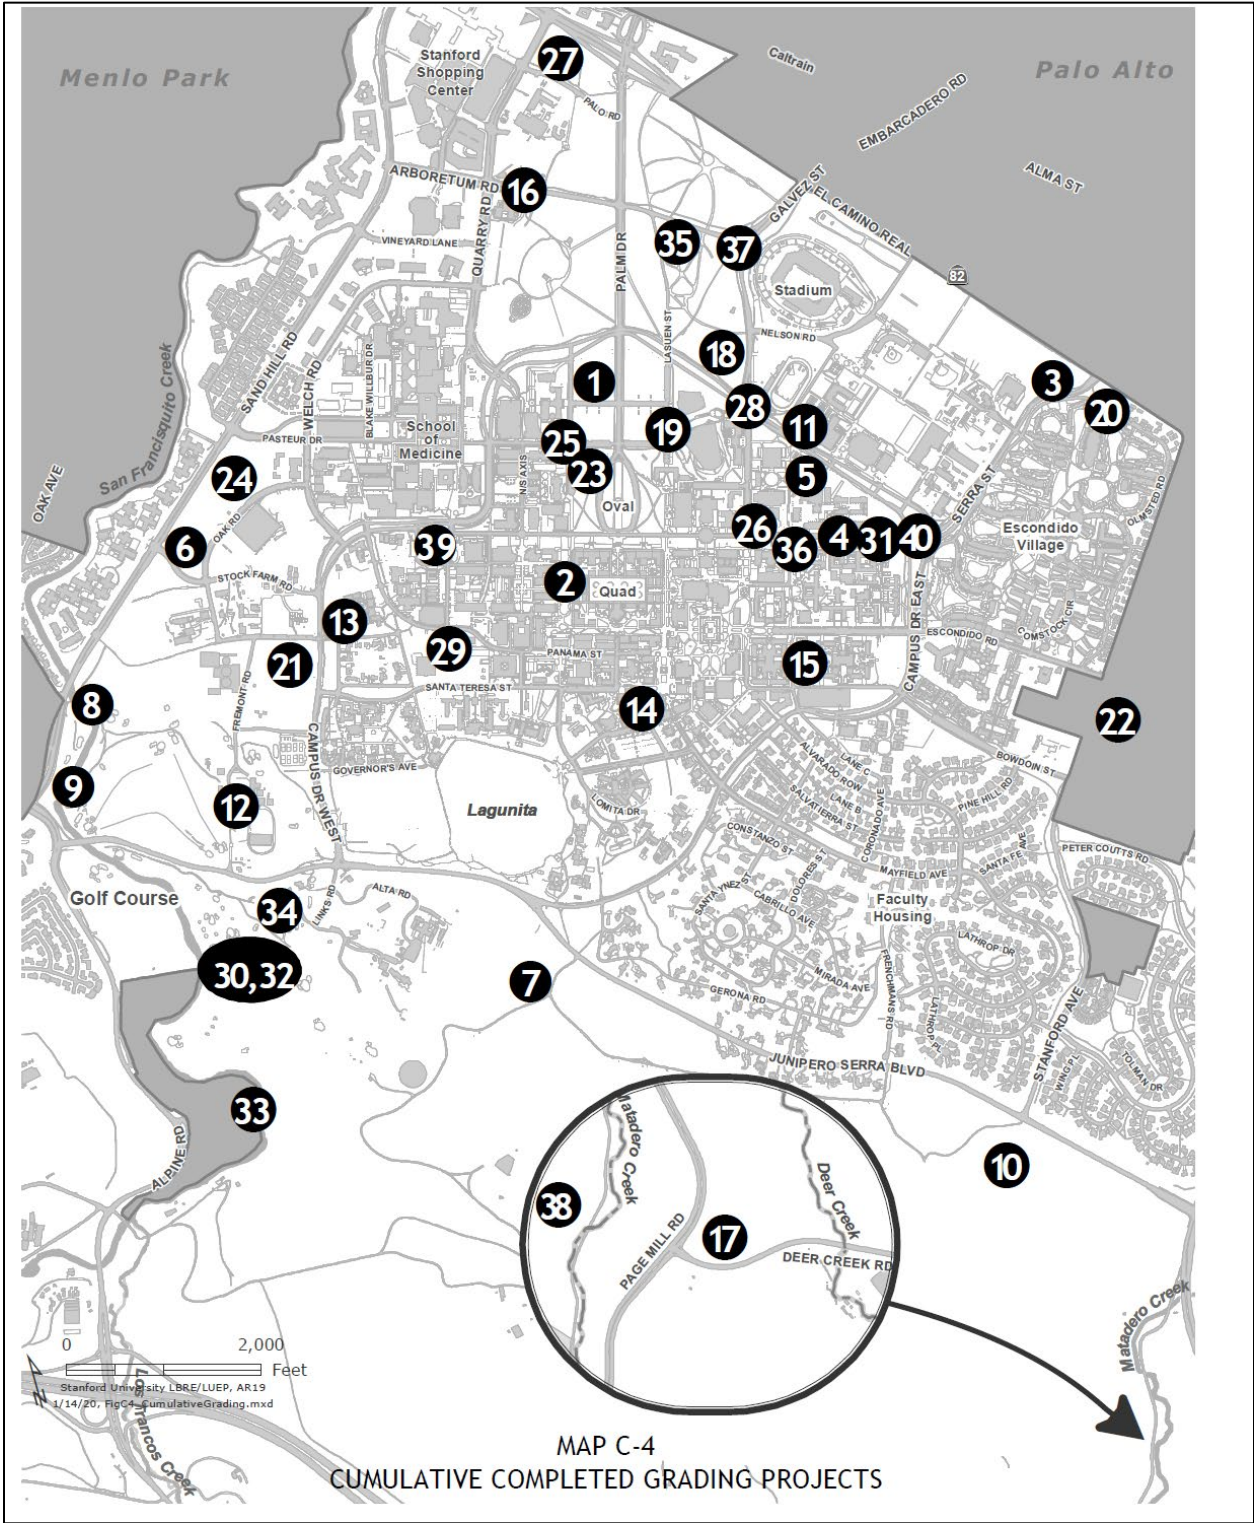 Menlo Park
Stanford
Shopping
Center
27
PALO RD
Caltrain
Palo Alto
EMBARCADERO RD
ALMA ST
ARBORETUM RD
16
QUARRY RD
VINEYARD LANE
PALM DR
35
37
GALVEZ ST
EL CAMINO REAL
82
Stadium
NELSON RD
LASUEN ST
18
SAND HILL RD
WELCH RD
BLAKE WILLBUR DR
San Francisquito Creek
OAK AVE
1
28
3
20
11
19
25
School
of
Medicine
PASTEUR DR
N/S AXIS
23
5
24
OAK RD
6
Oval
SERRA ST
OLMSTED RD
Escondido
Village
26
36
4
31
40
39
STOCK FARM RD
2
Quad
13
CAMPUS DR EAST
ESCONDIDO RD
COMSTOCK CIR
29
PANAMA ST
15
21
FREMONT RD
SANTA TERESA ST
8
14
22
CAMPUS DR WEST
BOWDOIN ST
GOVERNOR'S AVE
LANE C
ALVARADO ROW
LANE B
SALVATIERRA ST
CORONADO AVE
PINE HILL RD
9
12
Lagunita
LOMITA DR
CONSTANZO ST
DOLORES ST
SANTA FE AVE
PETER COUTTS RD
MAYFIELD AVE
Golf Course
ALTA RD
LINKS RD
34
SANTA YNEZ ST
CABRILLO AVE
Faculty
Housing
LATHROP DR
30,32
7
MIRADA AVE
FRENCHMANS RD
GERONA RD
LATHROP PL
STANFORD AVE
JUNIPERO SERRA BLVD
WING PL
TOLMAN DR
33
ALPINE RD
Matadero Creek
Deer Creek
10
38
PAGE MILL RD
17
DEER CREEK RD
Matadero Creek
0
2,000
Feet
N
Stanford University LBRE/LUEP, AR19
1/14/20, FigC4_CumulativeGrading.mxd
Los Trancos Creek
MAP C-4
CUMULATIVE COMPLETED GRADING PROJECTS